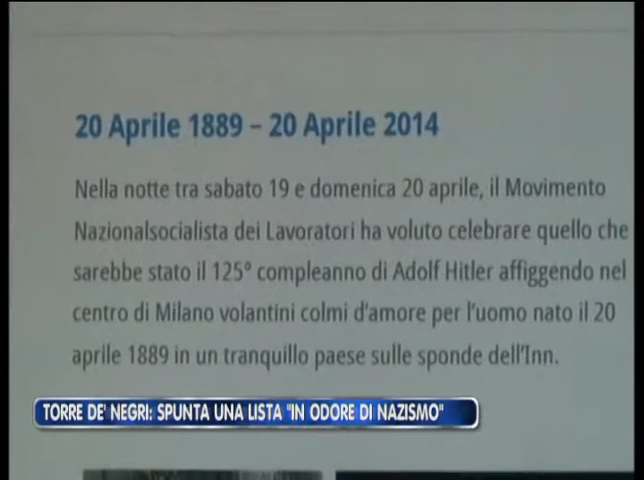 20 Aprile 1889 – 20 Aprile 2014
Nella notte tra sabato 19 e domenica 20 aprile, il Movimento
Nazionalsocialista dei Lavoratori ha voluto celebrare quello che
sarebbe stato il 125° compleanno di Adolf Hitler affiggendo nel
centro di Milano volantini colmi d'amore per l'uomo nato il 20
aprile 1889 in un tranquillo paese sulle sponde dell'Inn.
TORRE DE' NEGRI: SPUNTA UNA LISTA "IN ODORE DI NAZISMO"